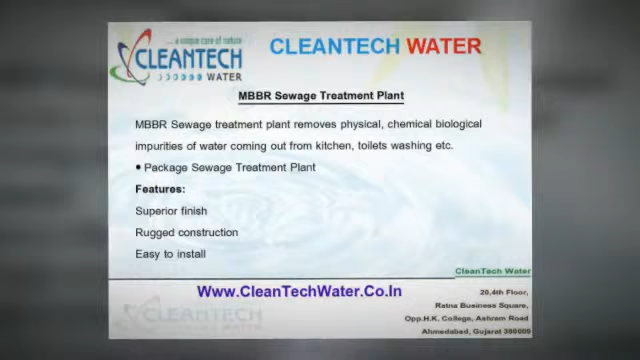 ... a unique care of nature
CLEANTECH
WATER
CLEANTECH WATER
MBBR Sewage Treatment Plant
MBBR Sewage treatment plant removes physical, chemical biological
impurities of water coming out from kitchen, toilets washing etc.
• Package Sewage Treatment Plant
Features:
Superior finish
Rugged construction
Easy to install
CleanTech Water
Www.CleanTechWater.Co.In
20,4th Floor,
Ratna Business Square,
Opp.H.K. College, Ashram Road
Ahmedabad, Gujarat 380009
CLEANTECH
WATER